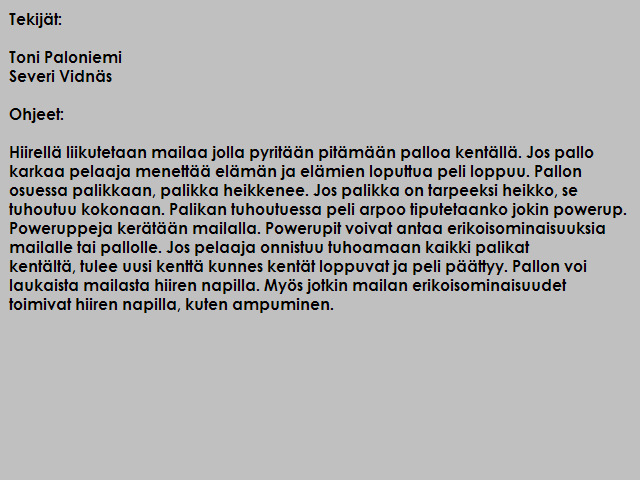 Tekijät:
Toni Paloniemi
Severi Vidnäs
Ohjeet:
Hiirellä liikutetaan mailaa jolla pyritään pitämään palloa kentällä. Jos pallo
karkaa pelaaja menettää elämän ja elämien loputtua peli loppuu. Pallon
osuessa palikkaan, palikka heikkenee. Jos palikka on tarpeeksi heikko, se
tuhoutuu kokonaan. Palikan tuhoutuessa peli arpoo tiputetaanko jokin powerup.
Poweruppeja kerätään mailalla. Powerupit voivat antaa erikoisominaisuuksia
mailalle tai pallolle. Jos pelaaja onnistuu tuhoamaan kaikki palikat
kentältä, tulee uusi kenttä kunnes kentät loppuvat ja peli päättyy. Pallon voi
laukaista mailasta hiiren napilla. Myös jotkin mailan erikoisominaisuudet
toimivat hiiren napilla, kuten ampuminen.